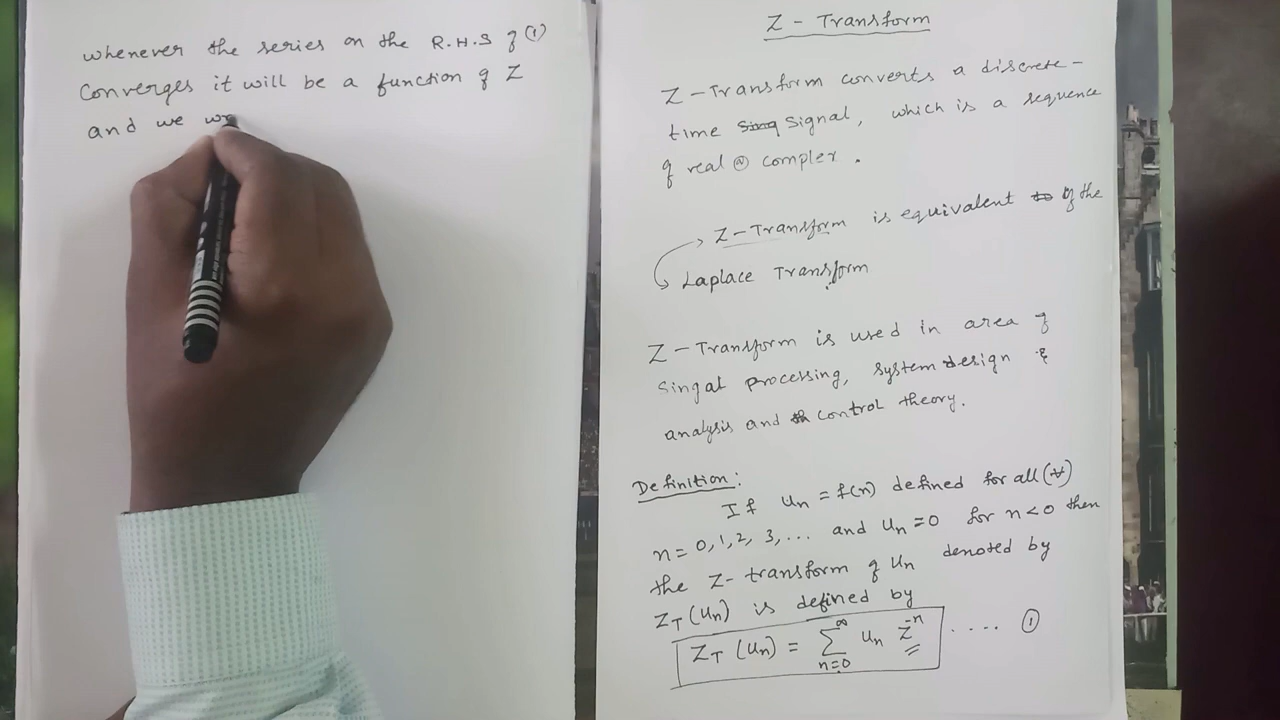 whenever the series on the R.H.S of ①
Converges it will be a function of Z
and we wr
Z - Transform
Z - Transform converts a discrete -
time Signal, which is a sequence
of real or complex.
Z - Transform is equivalent of the
Laplace Transform
Z - Transform is used in area of
Singal processing, system design &
analysis and control theory.
Definition :
If uₙ = f(n) defined for all (∀)
n = 0, 1, 2, 3, ... and uₙ = 0 for n < 0 then
the Z - transform of uₙ denoted by
Z_T (uₙ) is defined by
Z_T (uₙ) = ∑_{n=0}^{∞} uₙ z^{-n} ..... ①